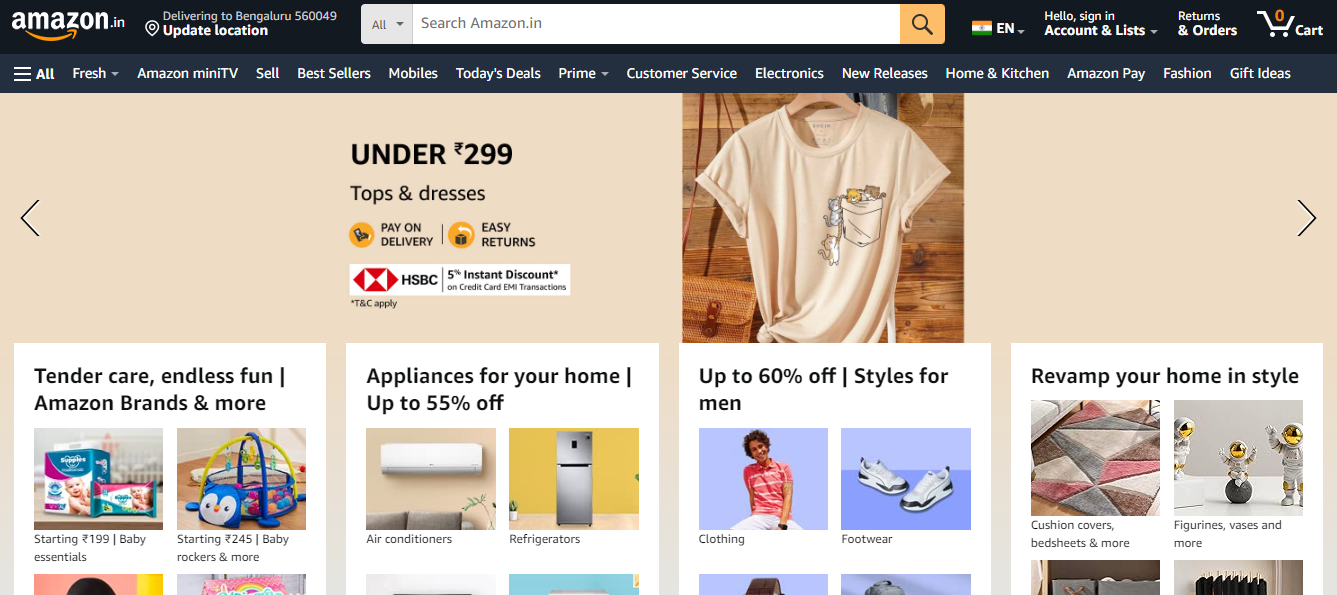 amazon.in
Delivering to Bengaluru 560049
Update location
All
Search Amazon.in
EN
Hello, sign in
Account & Lists
Returns
& Orders
0
Cart
All
Fresh
Amazon miniTV
Sell
Best Sellers
Mobiles
Today's Deals
Prime
Customer Service
Electronics
New Releases
Home & Kitchen
Amazon Pay
Fashion
Gift Ideas
UNDER ₹299
Tops & dresses
PAY ON
DELIVERY
EASY
RETURNS
HSBC
5% Instant Discount*
on Credit Card EMI Transactions
*T&C apply
SHEIN
Tender care, endless fun |
Amazon Brands & more
Supples
Supples
Starting ₹199 | Baby
essentials
Starting ₹245 | Baby
rockers & more
Appliances for your home |
Up to 55% off
Air conditioners
Refrigerators
Up to 60% off | Styles for
men
Clothing
Footwear
Revamp your home in style
Cushion covers,
bedsheets & more
Figurines, vases and
more